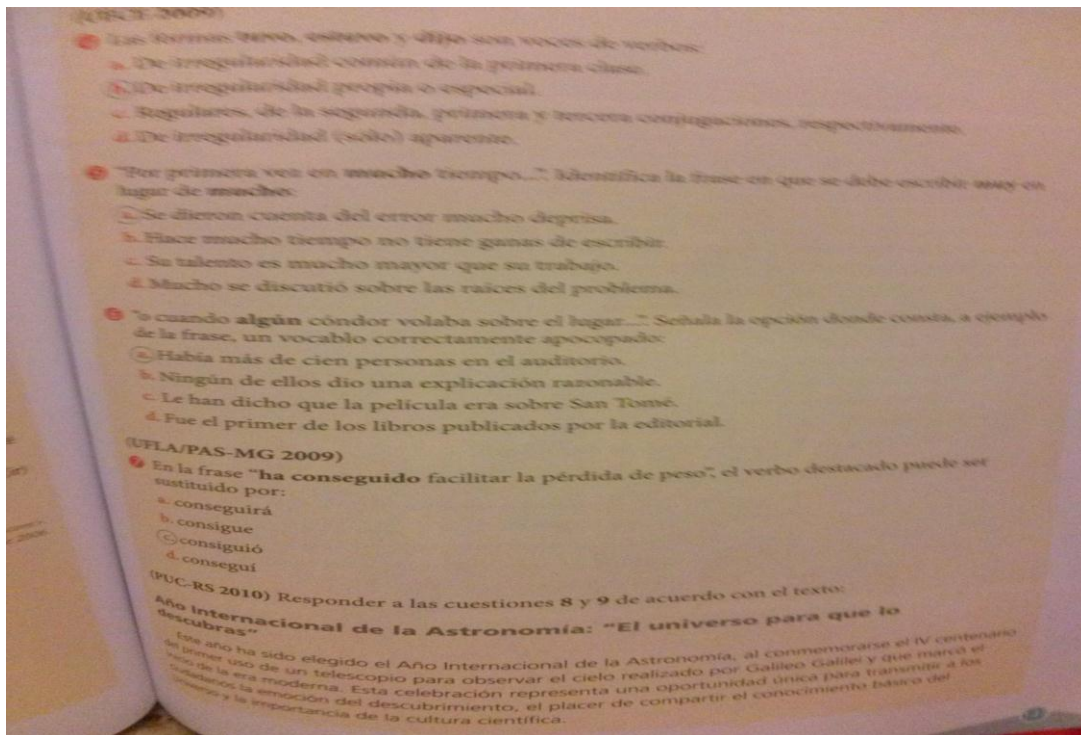 Las formas tuvo, estuvo y dijo son voces de verbos:
a. De irregularidad común de la primera clase.
b. De irregularidad propia o especial.
c. Regulares, de la segunda, primera y tercera conjugaciones, respectivamente.
d. De irregularidad (sólo) aparente.
"Por primera vez en mucho tiempo..." Identifica la frase en que se debe escribir muy en
lugar de mucho:
a. Se dieron cuenta del error mucho deprisa.
b. Hace mucho tiempo no tiene ganas de escribir.
c. Su talento es mucho mayor que su trabajo.
d. Mucho se discutió sobre las raíces del problema.
"o cuando algún cóndor volaba sobre el lugar..." Señala la opción donde consta, a ejemplo
de la frase, un vocablo correctamente apocopado:
a. Había más de cien personas en el auditorio.
b. Ningún de ellos dio una explicación razonable.
c. Le han dicho que la película era sobre San Tomé.
d. Fue el primer de los libros publicados por la editorial.
(UFLA/PAS-MG 2009)
7 En la frase "ha conseguido facilitar la pérdida de peso", el verbo destacado puede ser
sustituido por:
a. conseguirá
b. consigue
c. consiguió
d. conseguí
(PUC-RS 2010) Responder a las cuestiones 8 y 9 de acuerdo con el texto:
Año Internacional de la Astronomía: "El universo para que lo
descubras"
Este año ha sido elegido el Año Internacional de la Astronomía, al conmemorarse el IV centenario
del primer uso de un telescopio para observar el cielo realizado por Galileo Galilei y que marcó el
inicio de la era moderna. Esta celebración representa una oportunidad única para transmitir a los
ciudadanos la emoción del descubrimiento, el placer de compartir el conocimiento básico del
universo y la importancia de la cultura científica.